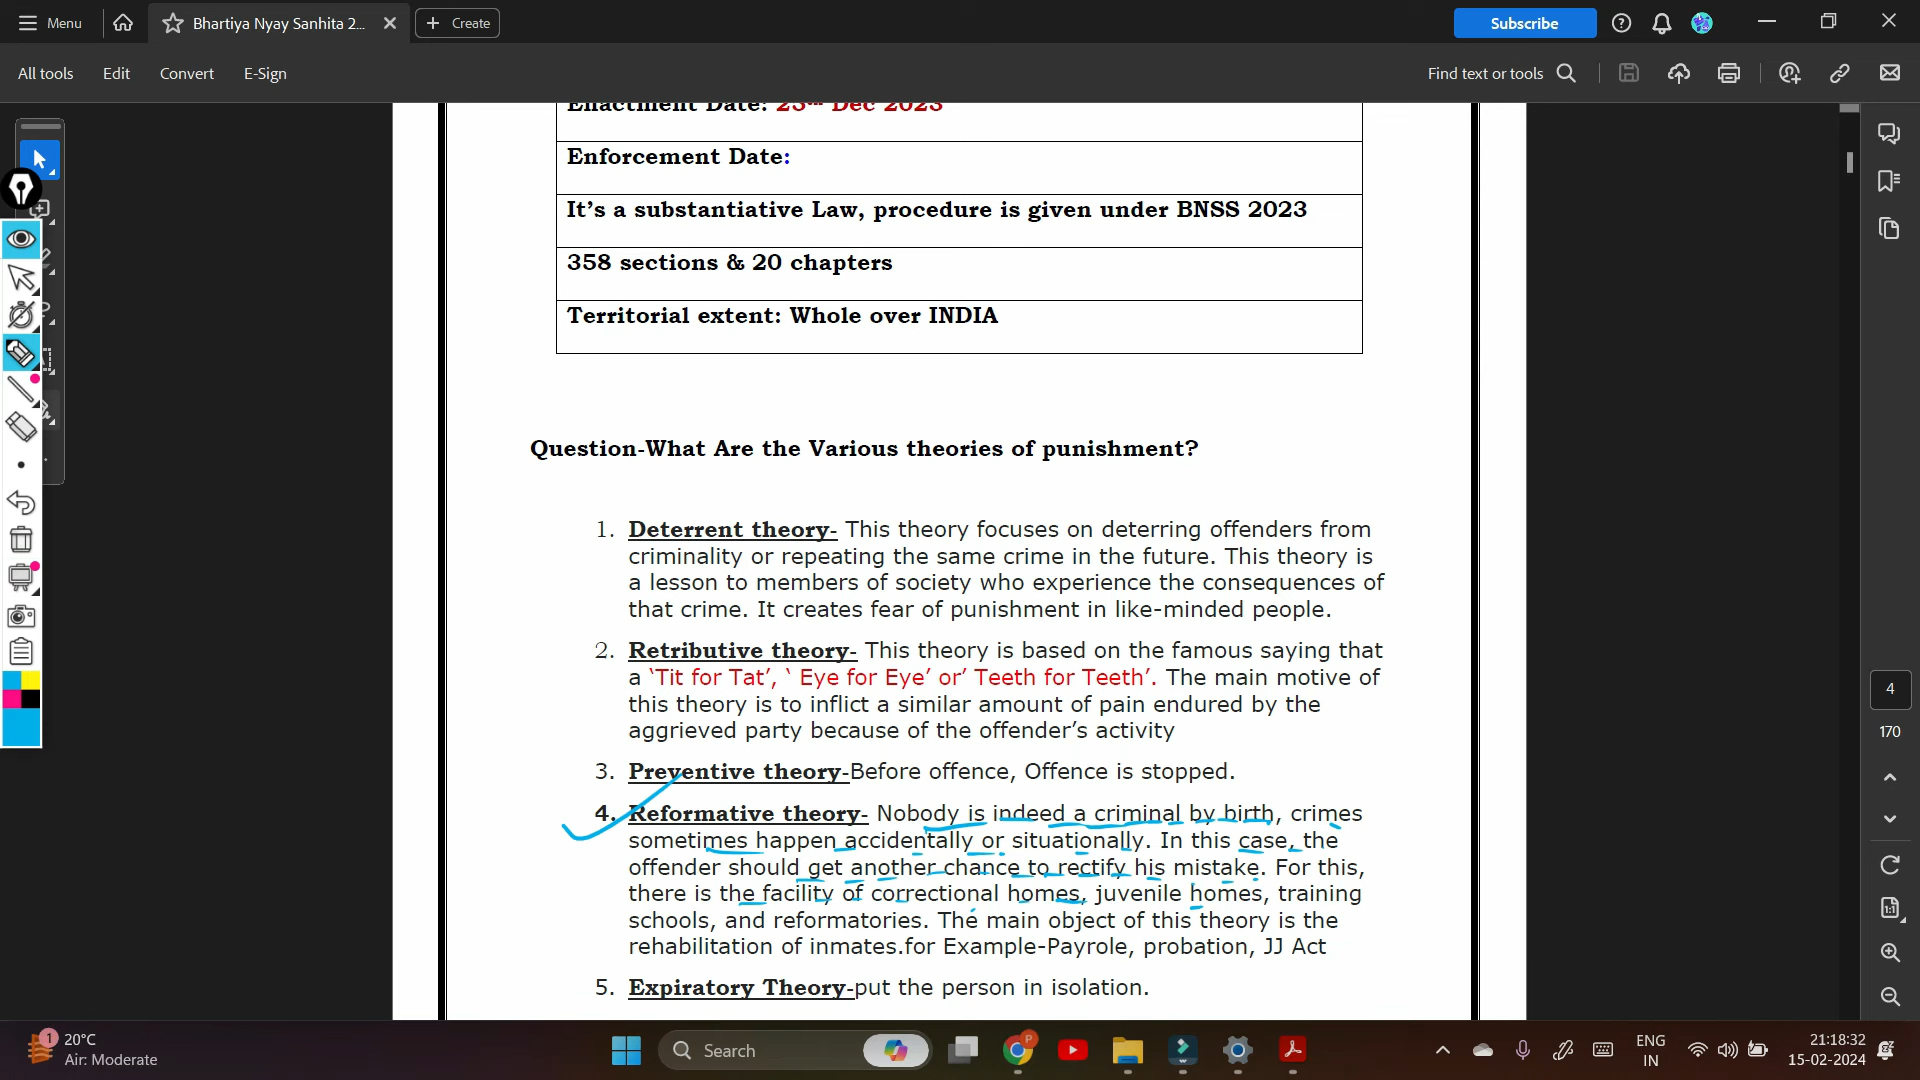 Menu
Bhartiya Nyay Sanhita 2...
Create
Subscribe
All tools
Edit
Convert
E-Sign
Find text or tools
Enactment Date: 25th Dec 2023
Enforcement Date:
It's a substantiative Law, procedure is given under BNSS 2023
358 sections & 20 chapters
Territorial extent: Whole over INDIA
Question-What Are the Various theories of punishment?
1. Deterrent theory- This theory focuses on deterring offenders from
criminality or repeating the same crime in the future. This theory is
a lesson to members of society who experience the consequences of
that crime. It creates fear of punishment in like-minded people.
2. Retributive theory- This theory is based on the famous saying that
a ‘Tit for Tat’, ‘ Eye for Eye’ or’ Teeth for Teeth’. The main motive of
this theory is to inflict a similar amount of pain endured by the
aggrieved party because of the offender’s activity
3. Preventive theory-Before offence, Offence is stopped.
4. Reformative theory- Nobody is indeed a criminal by birth, crimes
sometimes happen accidentally or situationally. In this case, the
offender should get another chance to rectify his mistake. For this,
there is the facility of correctional homes, juvenile homes, training
schools, and reformatories. The main object of this theory is the
rehabilitation of inmates.for Example-Payrole, probation, JJ Act
5. Expiratory Theory-put the person in isolation.
4
170
1:1
1
20°C
Air: Moderate
Search
P
ENG
IN
21:18:32
15-02-2024